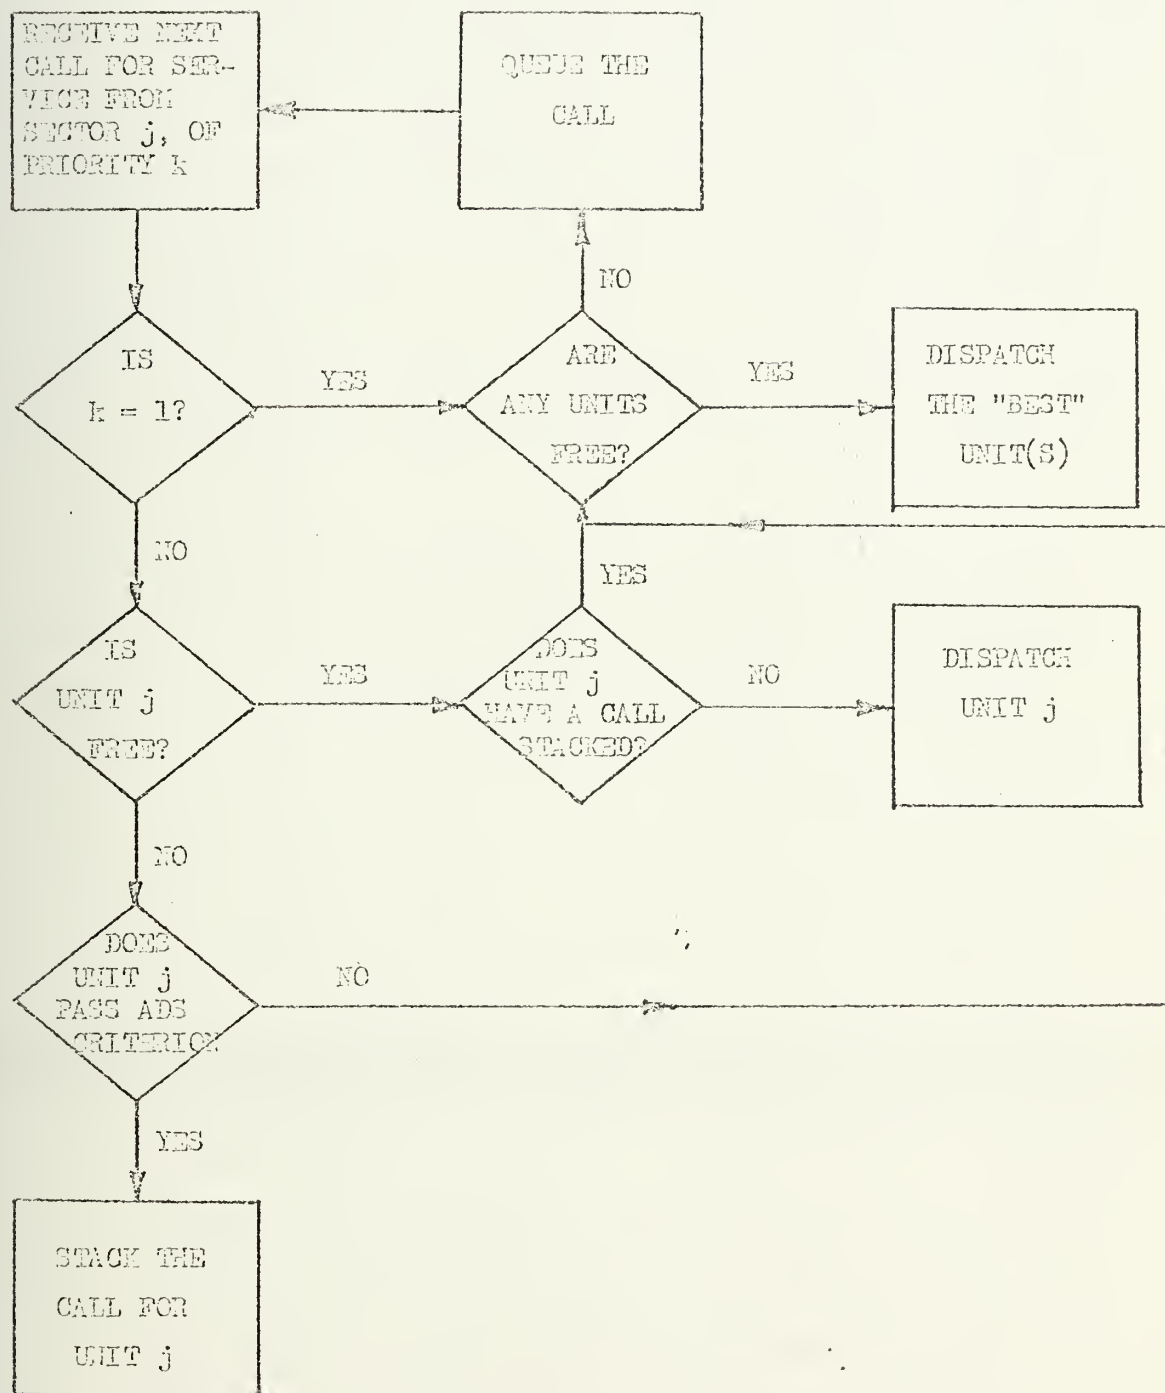 RECEIVE NEXT
CALL FOR SER-
VICE FROM
SECTOR j, OF
PRIORITY k
QUEUE THE
CALL
NO
IS
k = 1?
YES
ARE
ANY UNITS
FREE?
YES
DISPATCH
THE "BEST"
UNIT(S)
NO
YES
IS
UNIT j
FREE?
YES
DOES
UNIT j
HAVE A CALL
STACKED?
NO
DISPATCH
UNIT j
NO
DOES
UNIT j
PASS ADS
CRITERION
NO
YES
STACK THE
CALL FOR
UNIT j